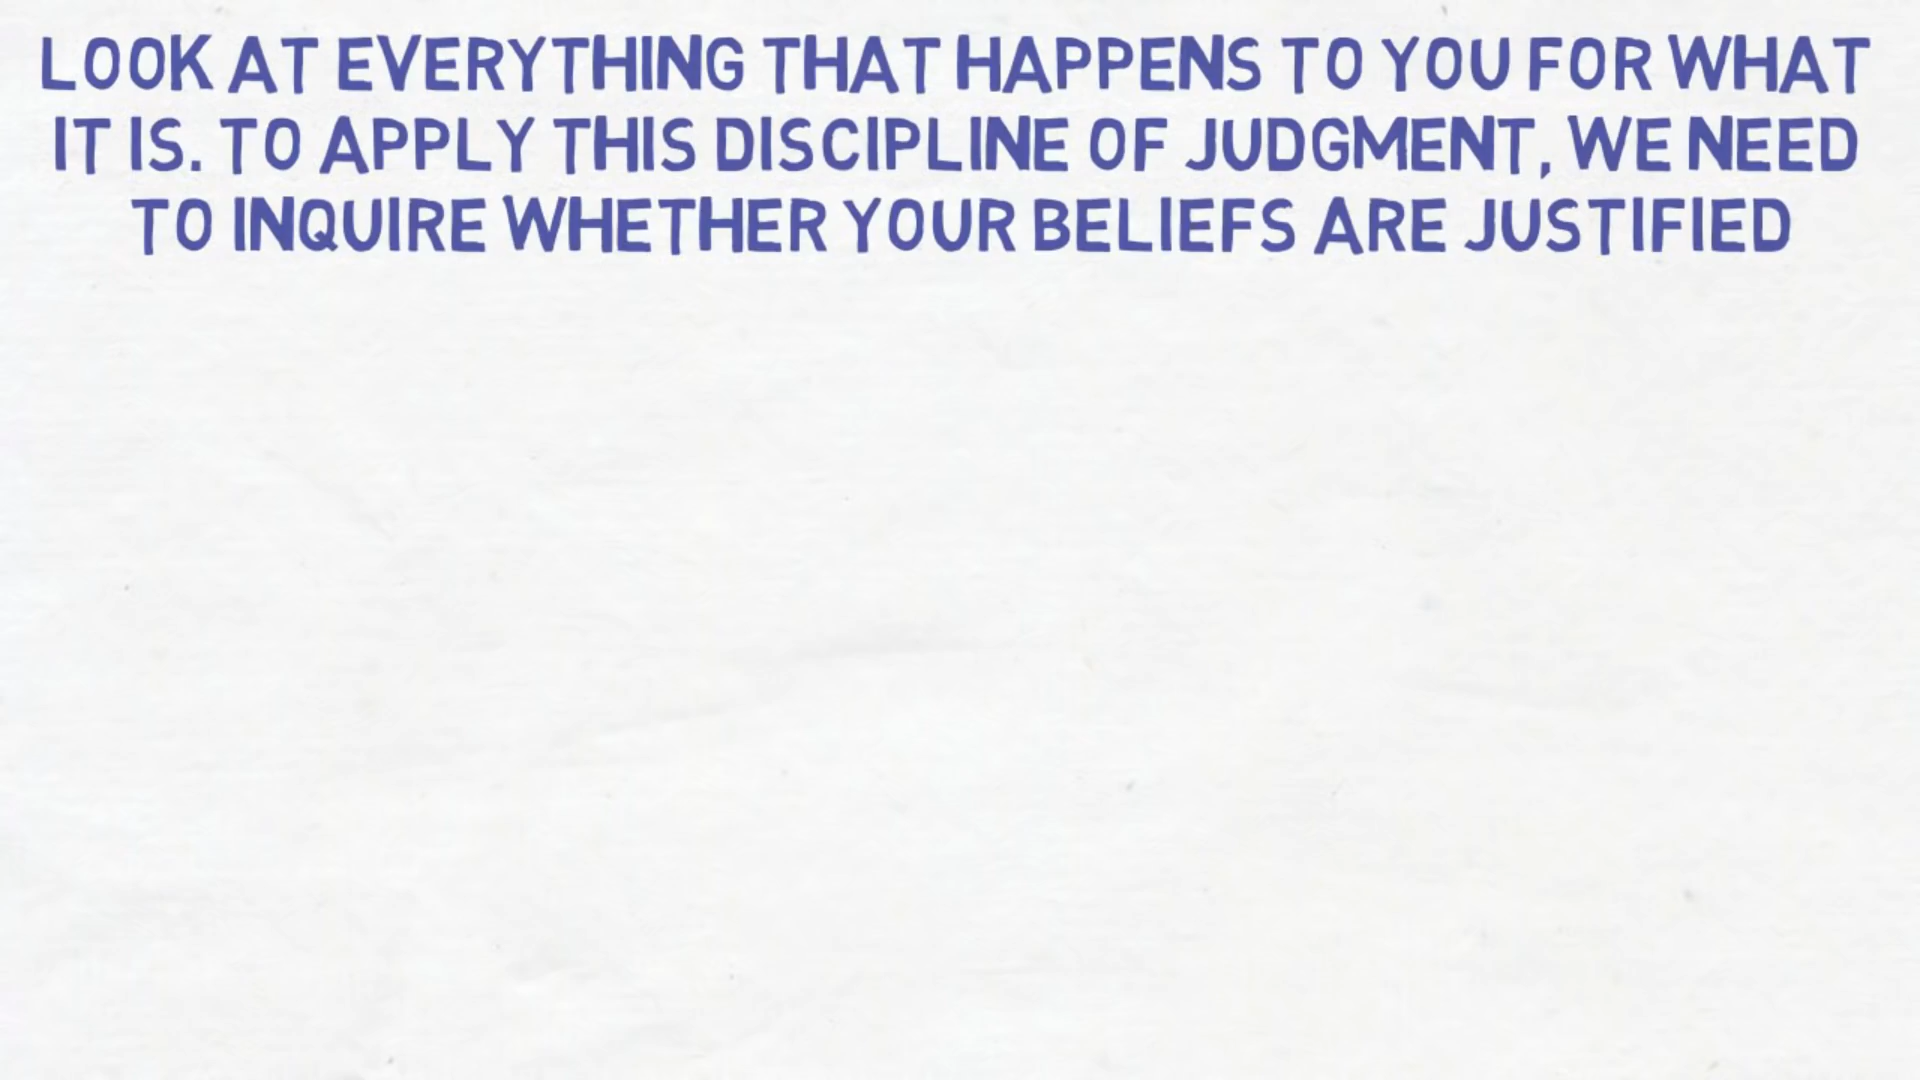 LOOK AT EVERYTHING THAT HAPPENS TO YOU FOR WHAT
IT IS. TO APPLY THIS DISCIPLINE OF JUDGMENT, WE NEED
TO INQUIRE WHETHER YOUR BELIEFS ARE JUSTIFIED